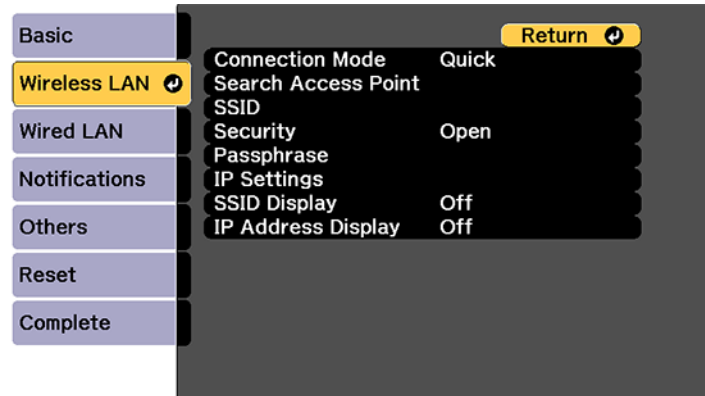 Basic
Wireless LAN
Wired LAN
Notifications
Others
Reset
Complete
Return
Connection Mode Quick
Search Access Point
SSID
Security Open
Passphrase
IP Settings
SSID Display Off
IP Address Display Off